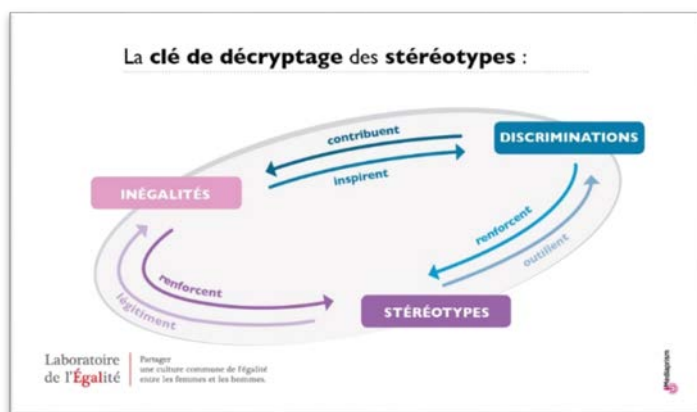 La clé de décryptage des stéréotypes :
contribuent
DISCRIMINATIONS
inspirent
INÉGALITÉS
renforcent
outillent
renforcent
légitiment
STÉRÉOTYPES
Laboratoire
de l'Égalité
Partager
une culture commune de l'égalité
entre les femmes et les hommes.
Mediaprism